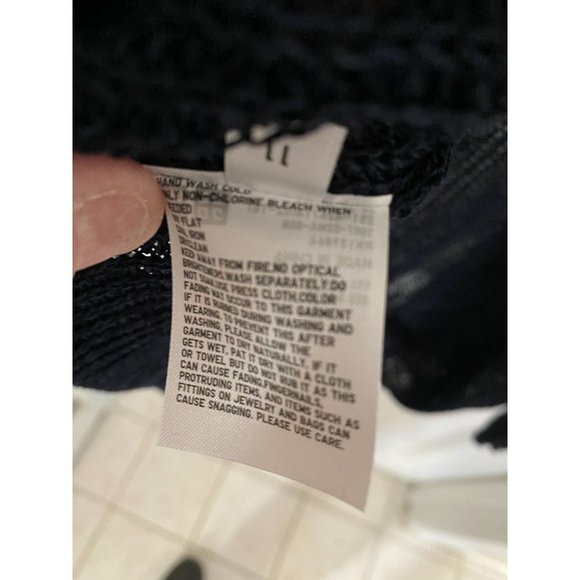 11
HAND WASH COLD
ONLY NON-CHLORINE BLEACH WHEN
NEEDED
FLAT
IRON
DRYCLEAN
KEEP AWAY FROM FIRE.NO OPTICAL
BRIGHTENERS.WASH SEPARATELY.DO
NOT SOAK.USE PRESS CLOTH.COLOR
FADING MAY OCCUR TO THIS GARMENT
IF IT IS RUBBED DURING WASHING AND
WEARING. TO PREVENT THIS AFTER
WASHING, PLEASE ALLOW THE
GARMENT TO DRY NATURALLY. IF IT
GETS WET, PAT IT DRY WITH A CLOTH
OR TOWEL BUT DO NOT RUB IT AS THIS
CAN CAUSE FADING.FINGERNAILS,
PROTRUDING ITEMS, AND ITEMS SUCH AS
FITTINGS ON JEWELRY AND BAGS CAN
CAUSE SNAGGING. PLEASE USE CARE.